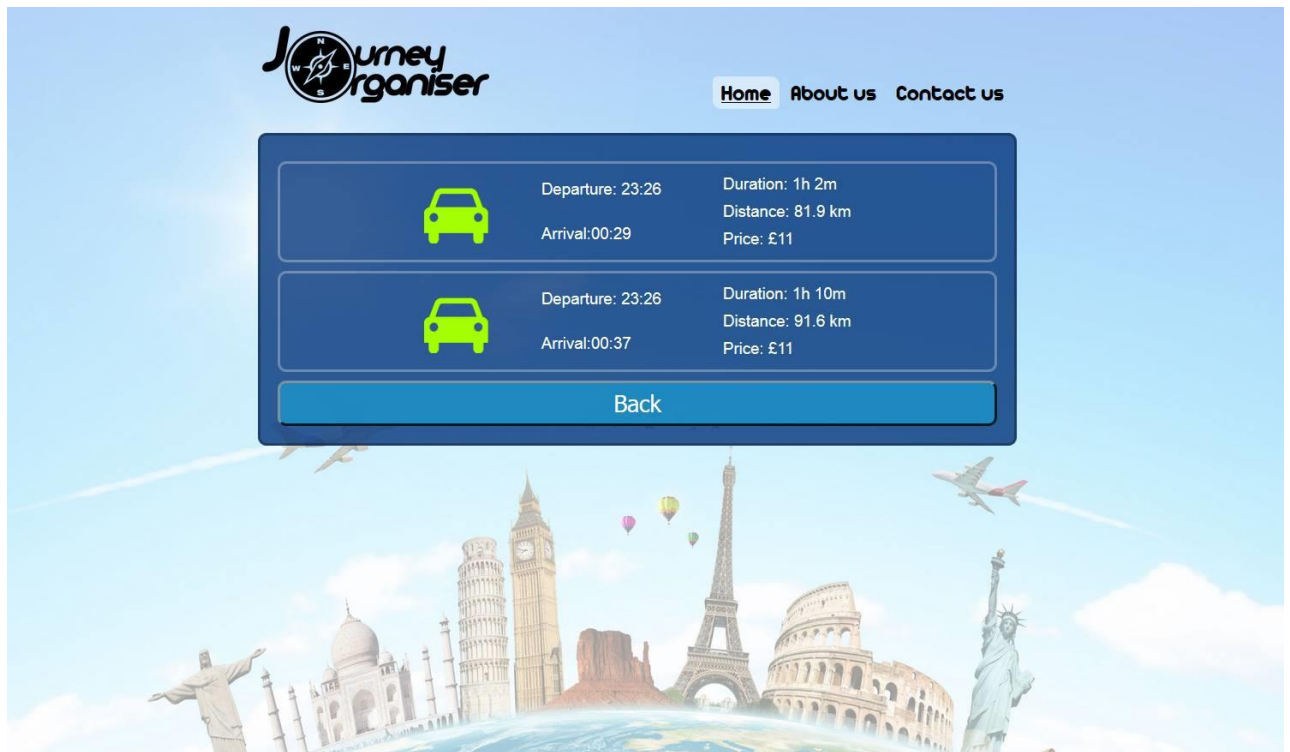 Journey
Organiser
N
W E
S
Home About us Contact us
Departure: 23:26
Arrival:00:29
Duration: 1h 2m
Distance: 81.9 km
Price: £11
Departure: 23:26
Arrival:00:37
Duration: 1h 10m
Distance: 91.6 km
Price: £11
Back